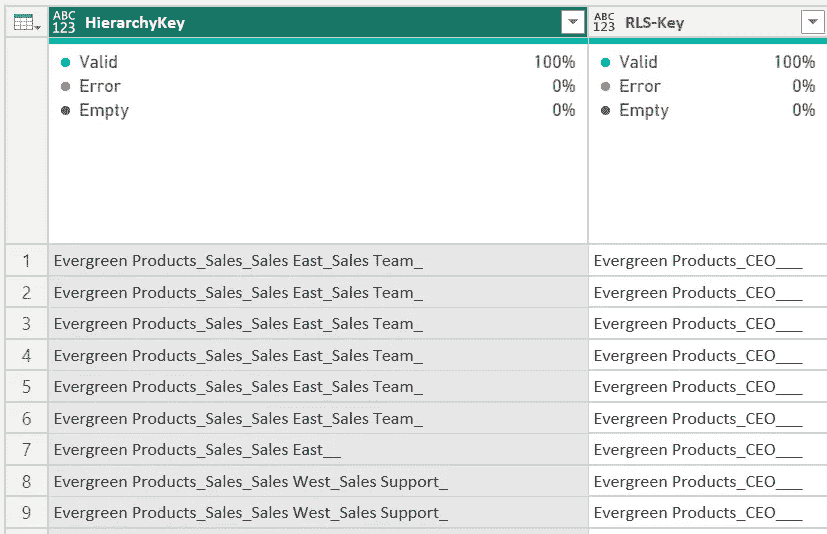 ABC 123 HierarchyKey ABC 123 RLS-Key
Valid 100% Valid 100%
Error 0% Error 0%
Empty 0% Empty 0%
1 Evergreen Products_Sales_Sales East_Sales Team_ Evergreen Products_CEO___
2 Evergreen Products_Sales_Sales East_Sales Team_ Evergreen Products_CEO___
3 Evergreen Products_Sales_Sales East_Sales Team_ Evergreen Products_CEO___
4 Evergreen Products_Sales_Sales East_Sales Team_ Evergreen Products_CEO___
5 Evergreen Products_Sales_Sales East_Sales Team_ Evergreen Products_CEO___
6 Evergreen Products_Sales_Sales East_Sales Team_ Evergreen Products_CEO___
7 Evergreen Products_Sales_Sales East__ Evergreen Products_CEO___
8 Evergreen Products_Sales_Sales West_Sales Support_ Evergreen Products_CEO___
9 Evergreen Products_Sales_Sales West_Sales Support_ Evergreen Products_CEO___